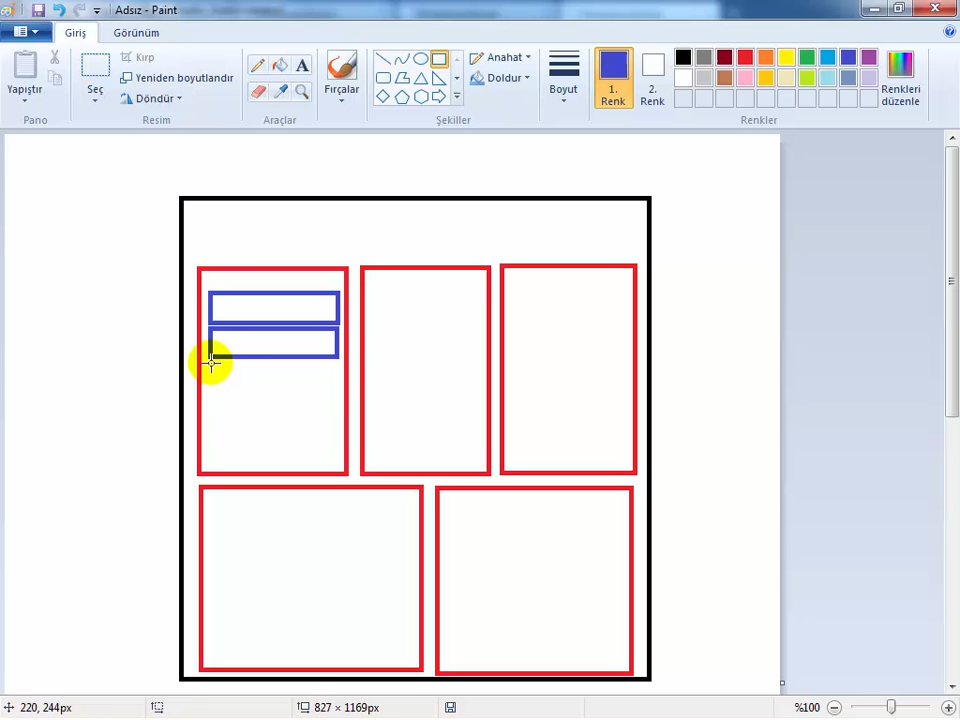 Adsız - Paint
Giriş
Görünüm
Yapıştır
Pano
Seç
Kırp
Yeniden boyutlandır
Döndür
Resim
A
Araçlar
Fırçalar
Anahat
Doldur
Şekiller
Boyut
1.
Renk
2.
Renk
Renkleri
düzenle
Renkler
220, 244px
827 × 1169px
%100